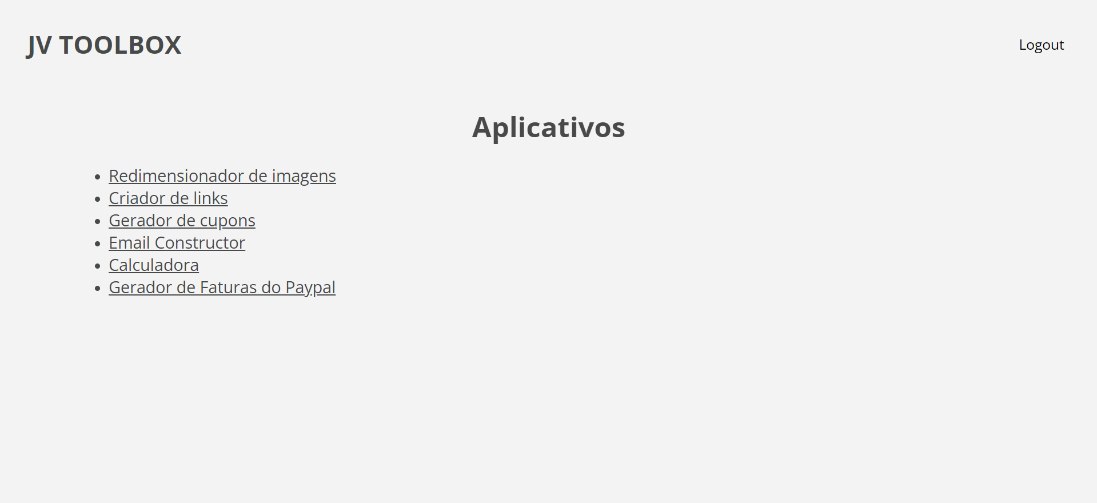 JV TOOLBOX
Logout
Aplicativos
Redimensionador de imagens
Criador de links
Gerador de cupons
Email Constructor
Calculadora
Gerador de Faturas do Paypal